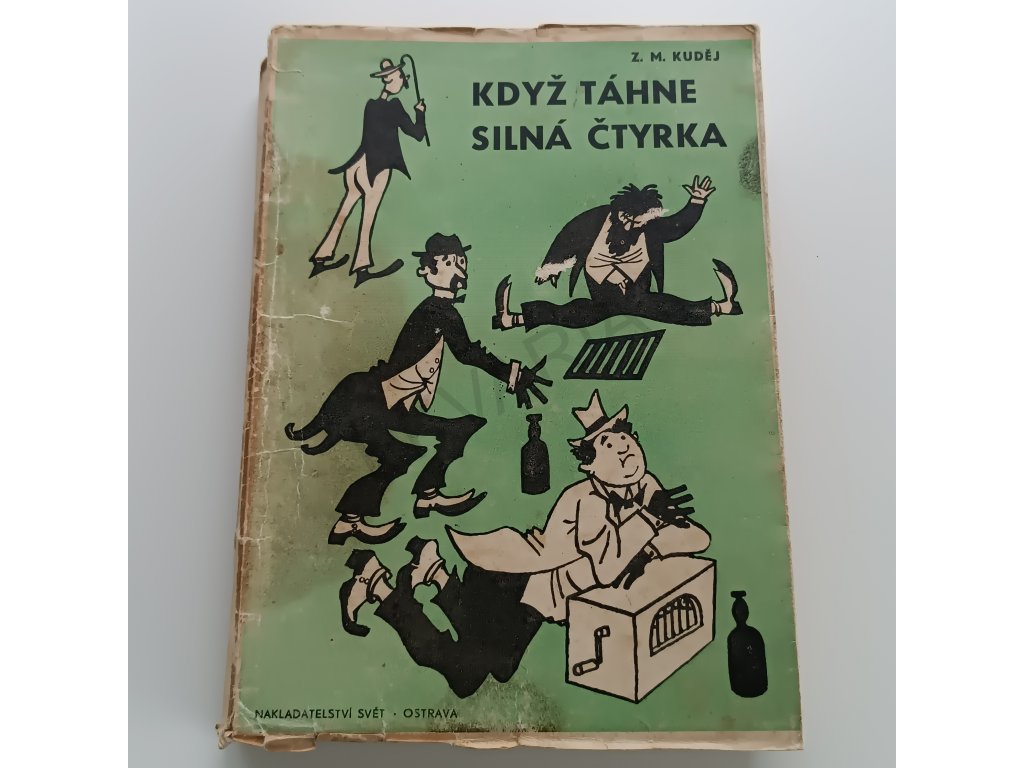 Z. M. KUDĚJ
KDYŽ TÁHNE
SILNÁ ČTYRKA
NAKLADATELSTVÍ SVĚT · OSTRAVA